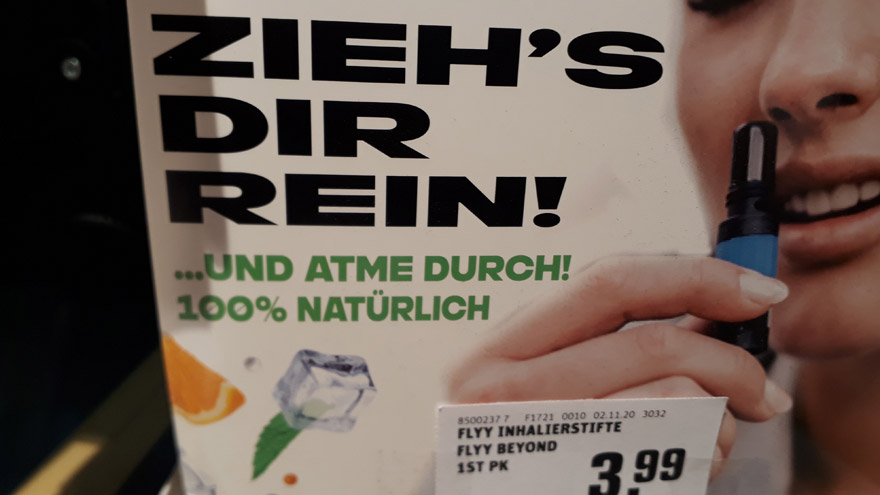 ZIEH'S
DIR
REIN!
...UND ATME DURCH!
100% NATÜRLICH
8500237 7 F1721 0010 02.11.20 3032
FLYY INHALIERSTIFTE
FLYY BEYOND
1ST PK
3.99